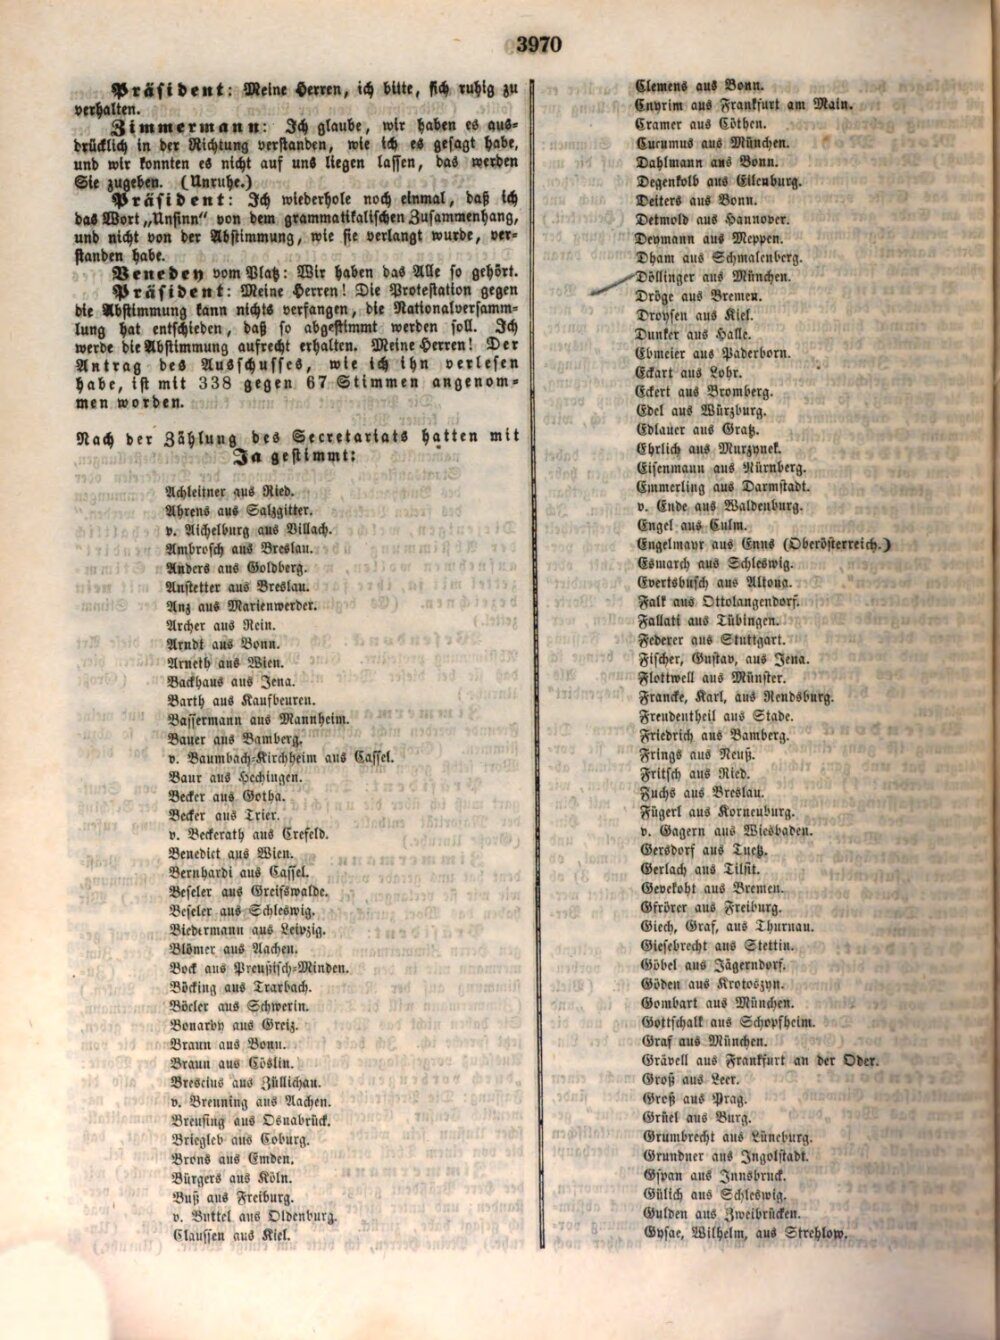 3970
Präsident: Meine Herren, ich bitte, sich ruhig zu
verhalten.
Zimmermann: Ich glaube, wir haben es aus-
drücklich in der Richtung verstanden, wie ich es gesagt habe,
und wir konnten es nicht auf uns liegen lassen, das werden
Sie zugeben. (Unruhe.)
Präsident: Ich wiederhole noch einmal, daß ich
das Wort „Unsinn“ von dem grammatikalischen Zusammenhang,
und nicht von der Abstimmung, wie sie verlangt wurde, ver-
standen habe.
Venedey vom Platz: Wir haben das Alle so gehört.
Präsident: Meine Herren! Die Protestation gegen
die Abstimmung kann nichts verfangen, die Nationalversamm-
lung hat entschieden, daß so abgestimmt werden soll. Ich
werde die Abstimmung aufrecht erhalten. Meine Herren! Der
Antrag des Ausschusses, wie ich ihn verlesen
habe, ist mit 338 gegen 67 Stimmen angenom-
men worden.
Nach der Zählung des Secretariats hatten mit
Ja gestimmt:
Achleitner aus Ried.
Ahrens aus Salzgitter.
v. Aichelburg aus Villach.
Ambrosch aus Breslau.
Anders aus Goldberg.
Anstetter aus Breslau.
Anz aus Marienwerder.
Archer aus Rein.
Arndt aus Bonn.
Arneth aus Wien.
Backhaus aus Jena.
Barth aus Kaufbeuren.
Bassermann aus Mannheim.
Bauer aus Bamberg.
v. Baumbach-Kirchheim aus Cassel.
Baur aus Hechingen.
Becker aus Gotha.
Becker aus Trier.
v. Beckerath aus Crefeld.
Benedict aus Wien.
Bernhardi aus Cassel.
Beseler aus Greifswalde.
Beseler aus Schleswig.
Biedermann aus Leipzig.
Blömer aus Aachen.
Bock aus Preußisch-Minden.
Böcking aus Trarbach.
Böcler aus Schwerin.
Bonardy aus Greiz.
Braun aus Bonn.
Braun aus Cöslin.
Brescius aus Züllichau.
v. Breuning aus Aachen.
Breusing aus Osnabrück.
Briegleb aus Coburg.
Brons aus Emden.
Bürgers aus Köln.
Buß aus Freiburg.
v. Buttel aus Oldenburg.
Claussen aus Kiel.
Clemens aus Bonn.
Cnyrim aus Frankfurt am Main.
Cramer aus Cöthen.
Cucumus aus München.
Dahlmann aus Bonn.
Degenkolb aus Eilenburg.
Deiters aus Bonn.
Detmold aus Hannover.
Deymann aus Meppen.
Dham aus Schmalenberg.
Döllinger aus München.
Dröge aus Bremen.
Droysen aus Kiel.
Dunker aus Halle.
Ebmeier aus Paderborn.
Eckart aus Lohr.
Eckert aus Bromberg.
Edel aus Würzburg.
Edlauer aus Gratz.
Ehrlich aus Murzynek.
Eisenmann aus Nürnberg.
Emmerling aus Darmstadt.
v. Ende aus Waldenburg.
Engel aus Culm.
Engelmayr aus Enns (Oberösterreich.)
Esmarch aus Schleswig.
Evertsbusch aus Altona.
Falk aus Ottolangendorf.
Fallati aus Tübingen.
Federer aus Stuttgart.
Fischer, Gustav, aus Jena.
Flottwell aus Münster.
Francke, Karl, aus Rendsburg.
Freudentheil aus Stade.
Friedrich aus Bamberg.
Frings aus Neuß.
Fritsch aus Ried.
Fuchs aus Breslau.
Fügerl aus Korneuburg.
v. Gagern aus Wiesbaden.
Gersdorf aus Tuetz.
Gerlach aus Tilsit.
Gevekoht aus Bremen.
Gfrörer aus Freiburg.
Giech, Graf, aus Thurnau.
Giesebrecht aus Stettin.
Göbel aus Jägerndorf.
Göden aus Krotoszyn.
Gombart aus München.
Gottschalk aus Schopfheim.
Graf aus München.
Grävell aus Frankfurt an der Oder.
Groß aus Leer.
Groß aus Prag.
Grüel aus Burg.
Grumbrecht aus Lüneburg.
Grundner aus Ingolstadt.
Gspan aus Innsbruck.
Gülich aus Schleswig.
Gulden aus Zweibrücken.
Gysae, Wilhelm, aus Strehlow.